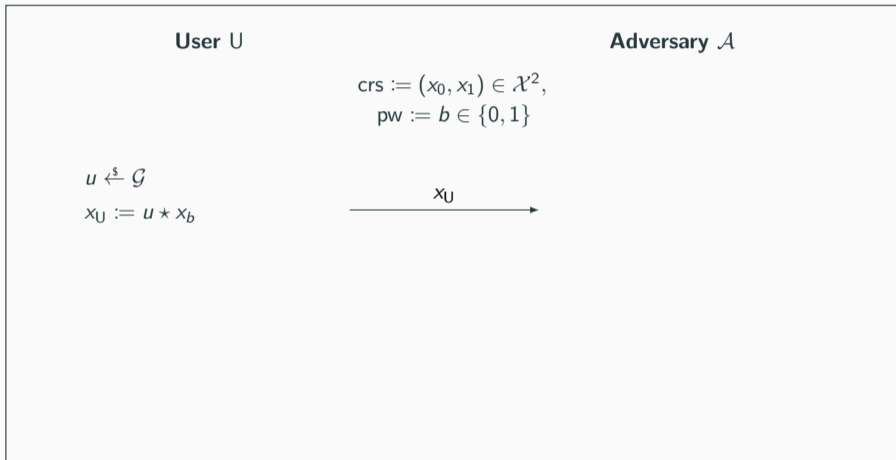 User U
Adversary 𝒜
crs := (x₀, x₁) ∈ 𝒳²,
pw := b ∈ {0, 1}
u ←$ 𝒢
x_U := u ⋆ x_b
x_U